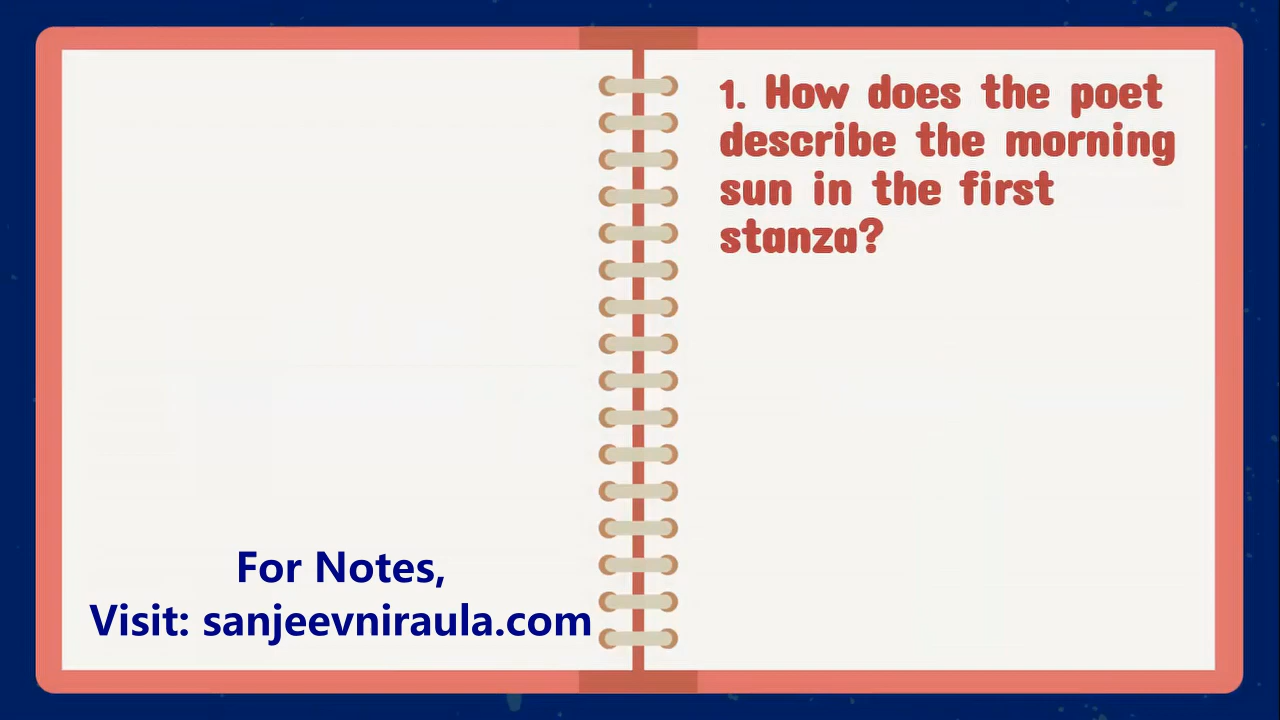 For Notes,
Visit: sanjeevniraula.com
1. How does the poet
describe the morning
sun in the first
stanza?